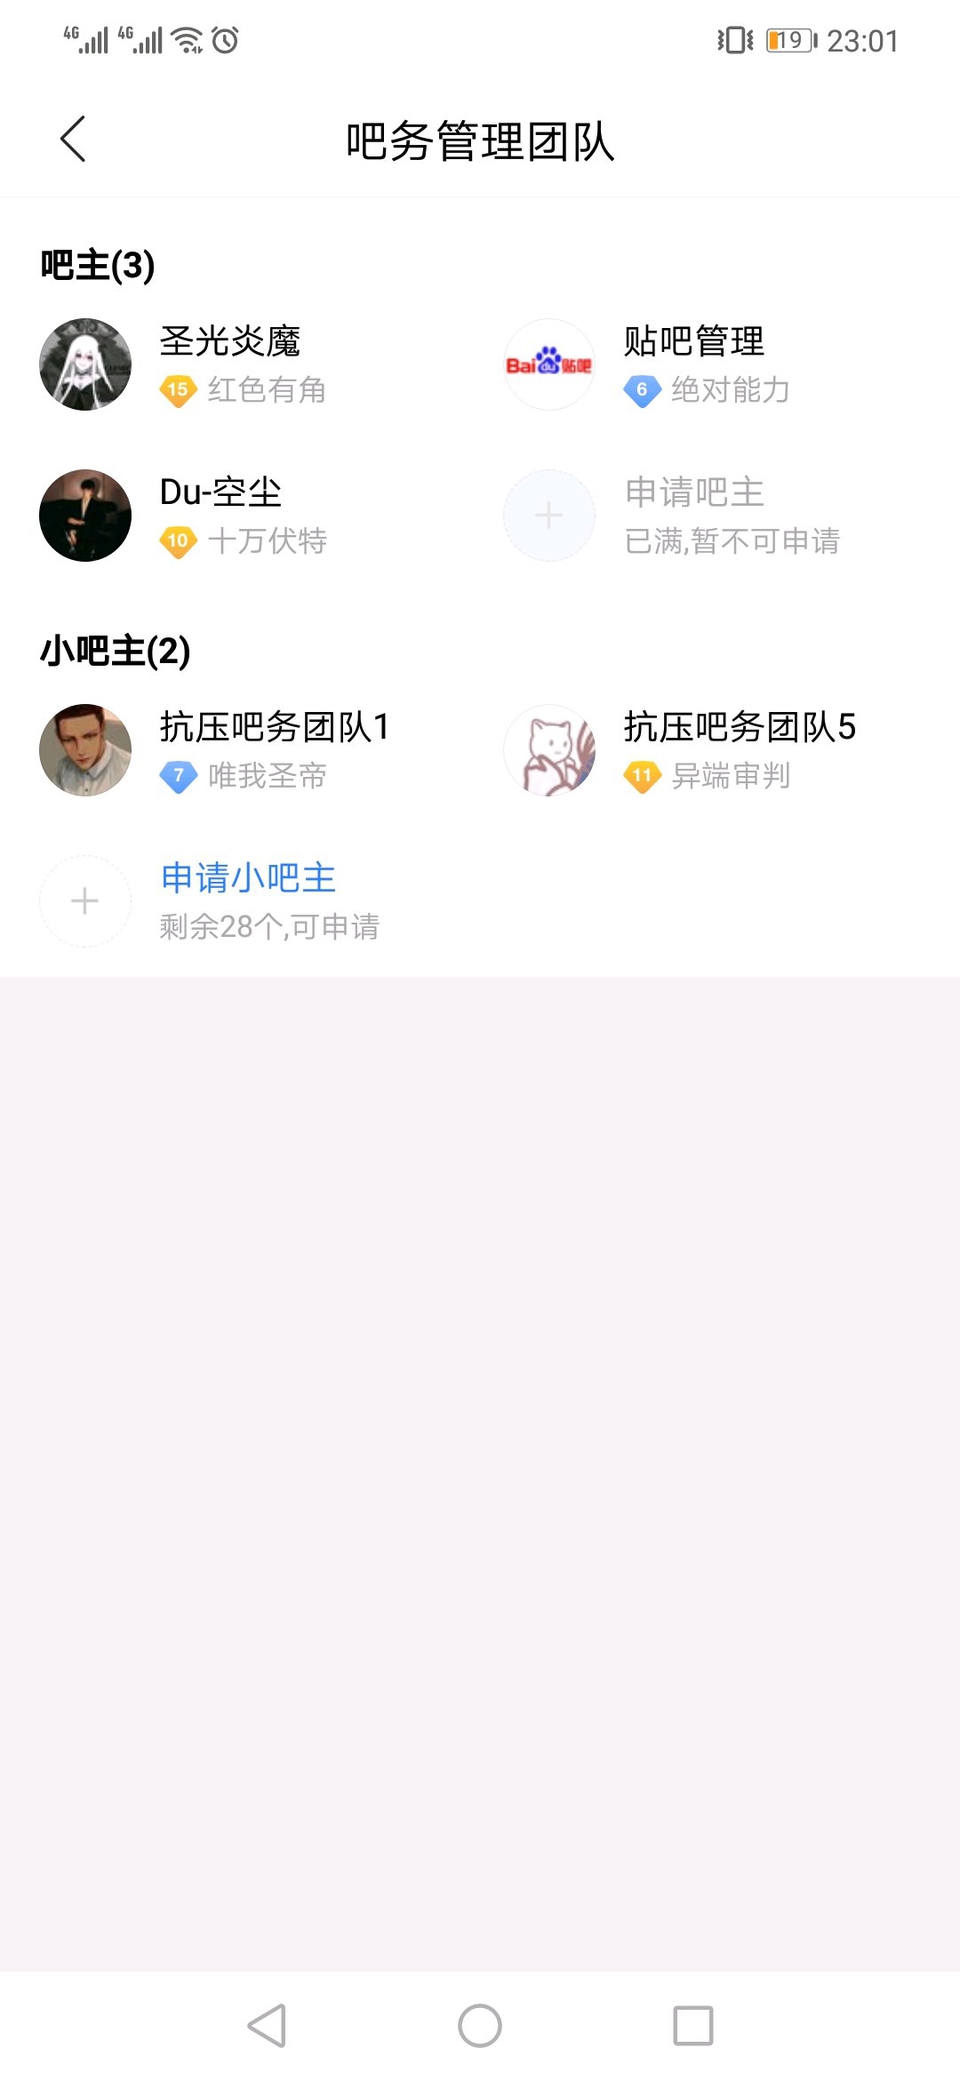 4G 4G 19 23:01
吧务管理团队
吧主(3)
圣光炎魔
15 红色有角
Bai du 贴吧
贴吧管理
6 绝对能力
Du-空尘
10 十万伏特
申请吧主
已满,暂不可申请
小吧主(2)
抗压吧务团队1
7 唯我圣帝
抗压吧务团队5
11 异端审判
申请小吧主
剩余28个,可申请